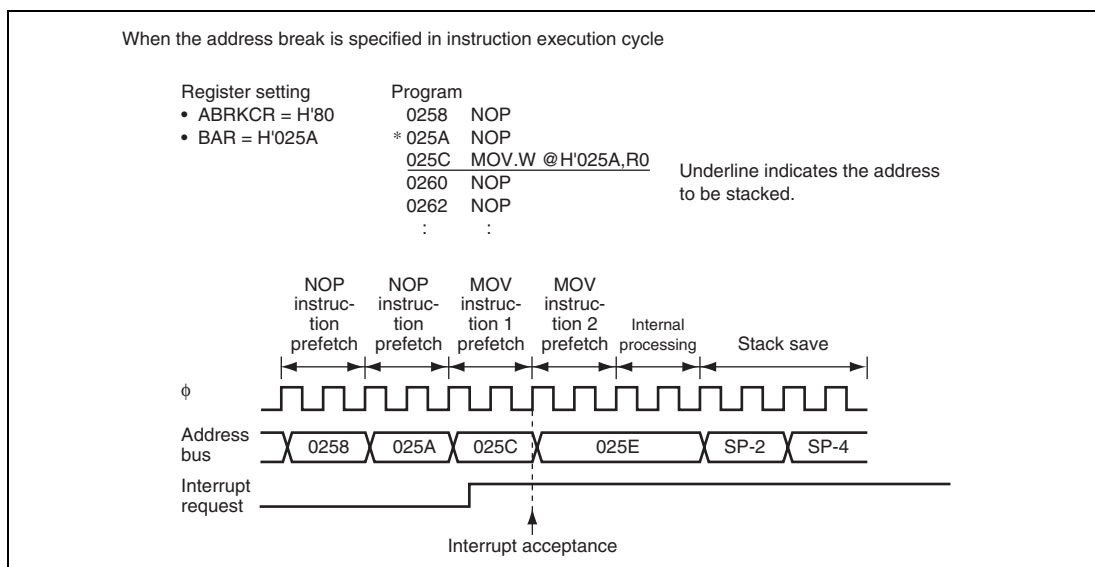 When the address break is specified in instruction execution cycle
Register setting
• ABRKCR = H'80
• BAR = H'025A
Program
0258 NOP
* 025A NOP
025C MOV.W @H'025A,R0
0260 NOP
0262 NOP
: :
Underline indicates the address
to be stacked.
NOP
instruc-
tion
prefetch
NOP
instruc-
tion
prefetch
MOV
instruc-
tion 1
prefetch
MOV
instruc-
tion 2
prefetch
Internal
processing
Stack save
φ
Address
bus
0258 025A 025C 025E SP-2 SP-4
Interrupt
request
Interrupt acceptance